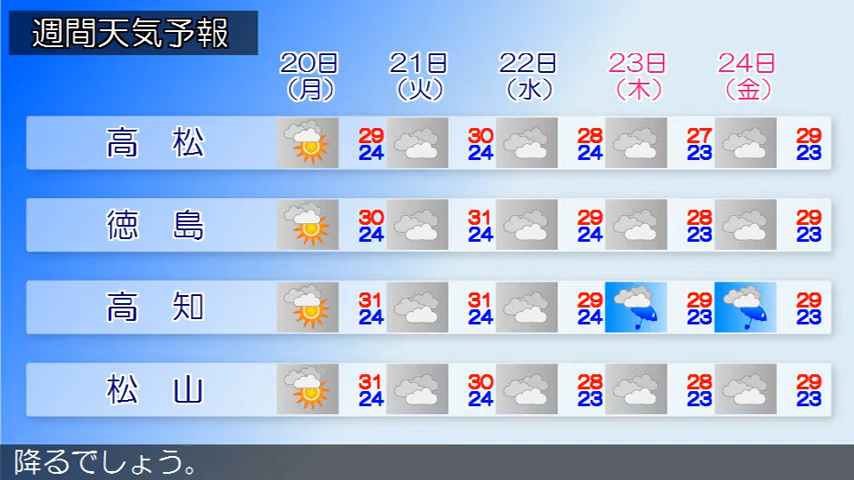 週間天気予報
20日 21日 22日 23日 24日
（月） （火） （水） （木） （金）
高松 29 24 30 24 28 24 27 23 29 23
徳島 30 24 31 24 29 24 28 23 29 23
高知 31 24 31 24 29 24 29 23 29 23
松山 31 24 30 24 28 23 28 23 29 23
降るでしょう。